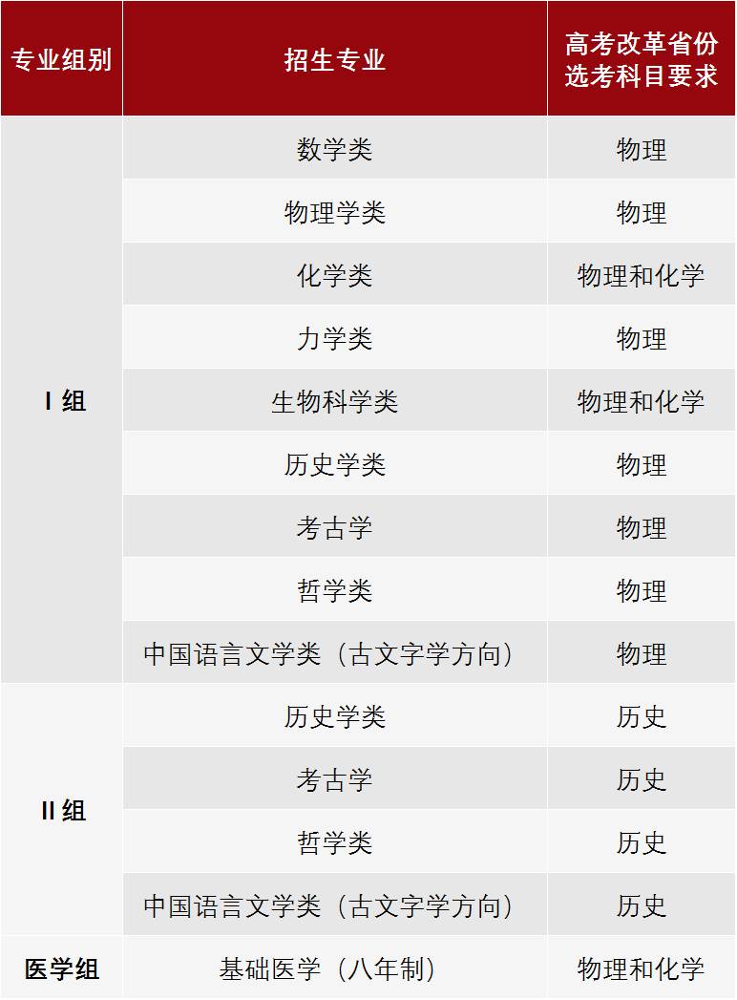 专业组别
招生专业
高考改革省份
选考科目要求
I 组
数学类
物理
物理学类
物理
化学类
物理和化学
力学类
物理
生物科学类
物理和化学
历史学类
物理
考古学
物理
哲学类
物理
中国语言文学类（古文字学方向）
物理
II 组
历史学类
历史
考古学
历史
哲学类
历史
中国语言文学类（古文字学方向）
历史
医学组
基础医学（八年制）
物理和化学